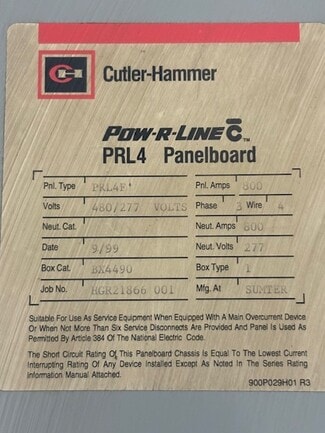 Cutler-Hammer
POW-R-LINE C™
PRL4 Panelboard
Pnl. Type PRL4F Pnl. Amps 800
Volts 480/277 VOLTS Phase 3 Wire 4
Neut. Cat. Neut. Amps 800
Date 9/99 Neut. Volts 277
Box Cat. BX4490 Box Type 1
Job No. HGR21866 001 Mfg. At SUMTER
Suitable For Use As Service Equipment When Equipped With A Main Overcurrent Device
Or When Not More Than Six Service Disconnects Are Provided And Panel Is Used As
Permitted By Article 384 Of The National Electric Code.
The Short Circuit Rating Of This Panelboard Chassis Is Equal To The Lowest Current
Interrupting Rating Of Any Device Installed Except As Noted In The Series Rating
Information Manual Attached.
900P029H01 R3